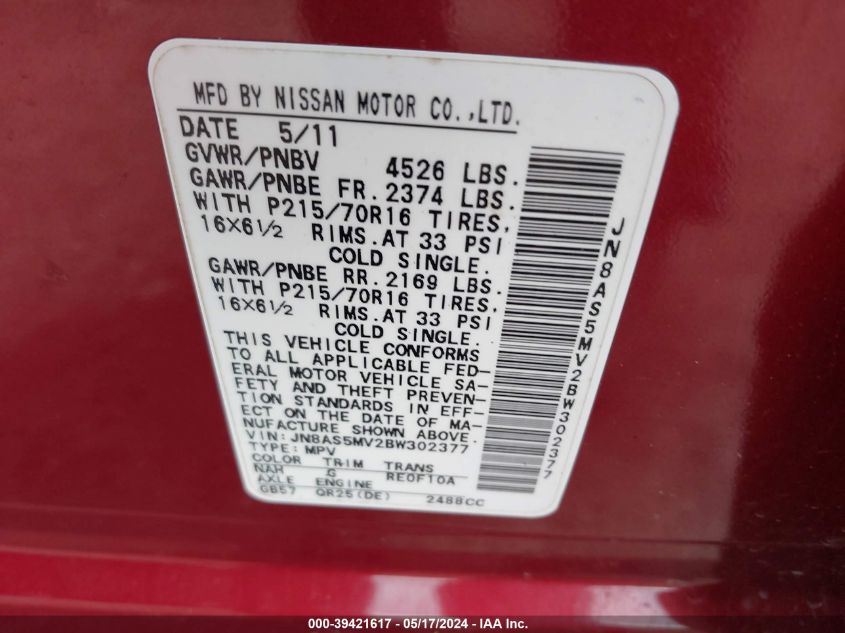 MFD BY NISSAN MOTOR CO.,LTD.
DATE 5/11
GVWR/PNBV 4526 LBS.
GAWR/PNBE FR. 2374 LBS.
WITH P215/70R16 TIRES,
16X6½ RIMS.AT 33 PSI
COLD SINGLE.
GAWR/PNBE RR. 2169 LBS.
WITH P215/70R16 TIRES,
16X6½ RIMS.AT 33 PSI
COLD SINGLE.
THIS VEHICLE CONFORMS
TO ALL APPLICABLE FED-
ERAL MOTOR VEHICLE SA-
FETY AND THEFT PREVEN-
TION STANDARDS IN EFF-
ECT ON THE DATE OF MA-
NUFACTURE SHOWN ABOVE.
VIN: JN8AS5MV2BW302377
TYPE: MPV
COLOR TRIM TRANS
NAH G RE0F10A
AXLE ENGINE
GB57 QR25(DE) 2488CC
JN8AS5MV2BW302377
000-39421617 - 05/17/2024 - IAA Inc.